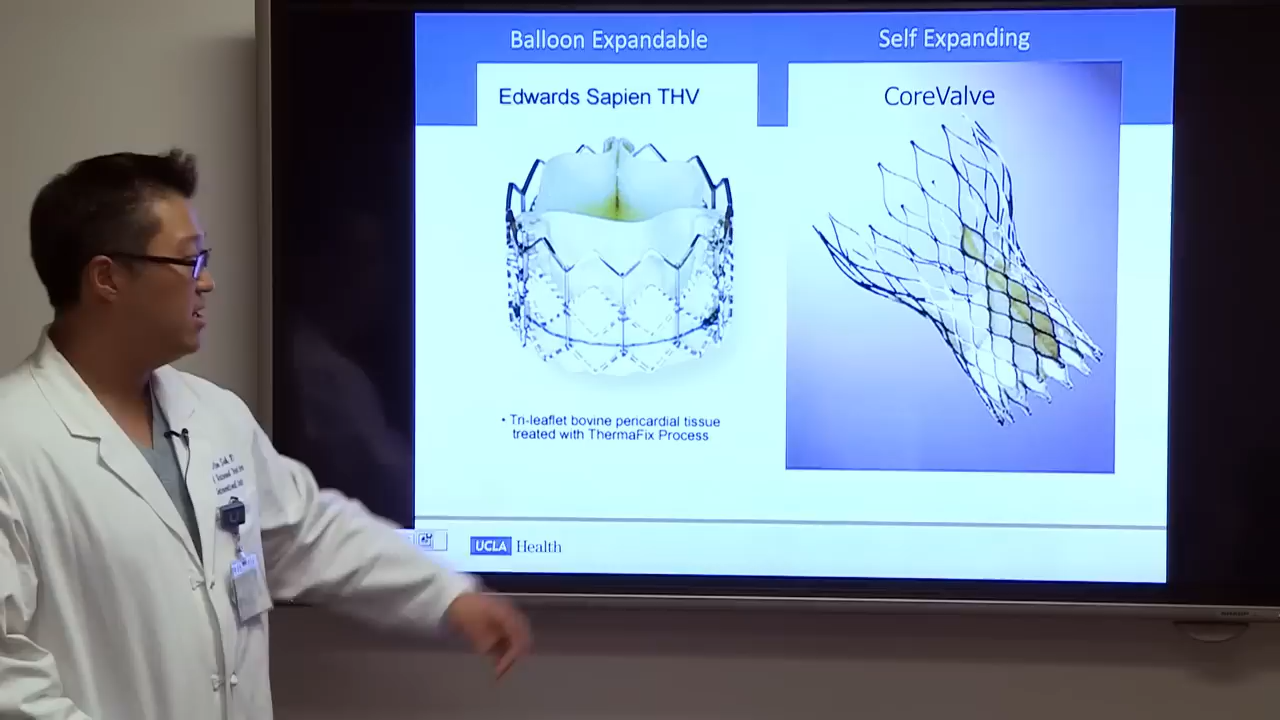 Balloon Expandable
Self Expanding
Edwards Sapien THV
CoreValve
• Tri-leaflet bovine pericardial tissue
treated with ThermaFix Process
UCLA Health
SHARP